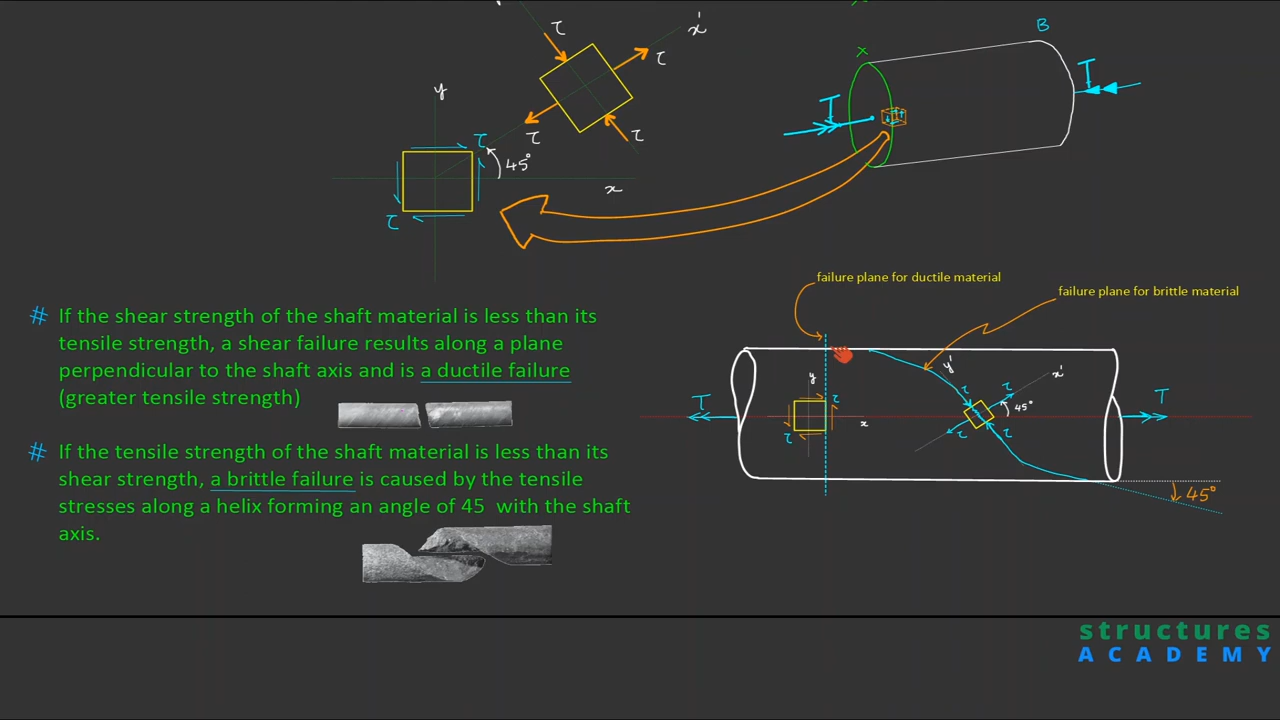 τ
x'
τ
τ
τ
y
τ
45°
x
τ
X
B
T
T
failure plane for ductile material
failure plane for brittle material
# If the shear strength of the shaft material is less than its
tensile strength, a shear failure results along a plane
perpendicular to the shaft axis and is a ductile failure
(greater tensile strength)
# If the tensile strength of the shaft material is less than its
shear strength, a brittle failure is caused by the tensile
stresses along a helix forming an angle of 45 with the shaft
axis.
y
τ
x
τ
T
y'
x'
τ
τ
45°
τ
τ
T
45°
structures
ACADEMY